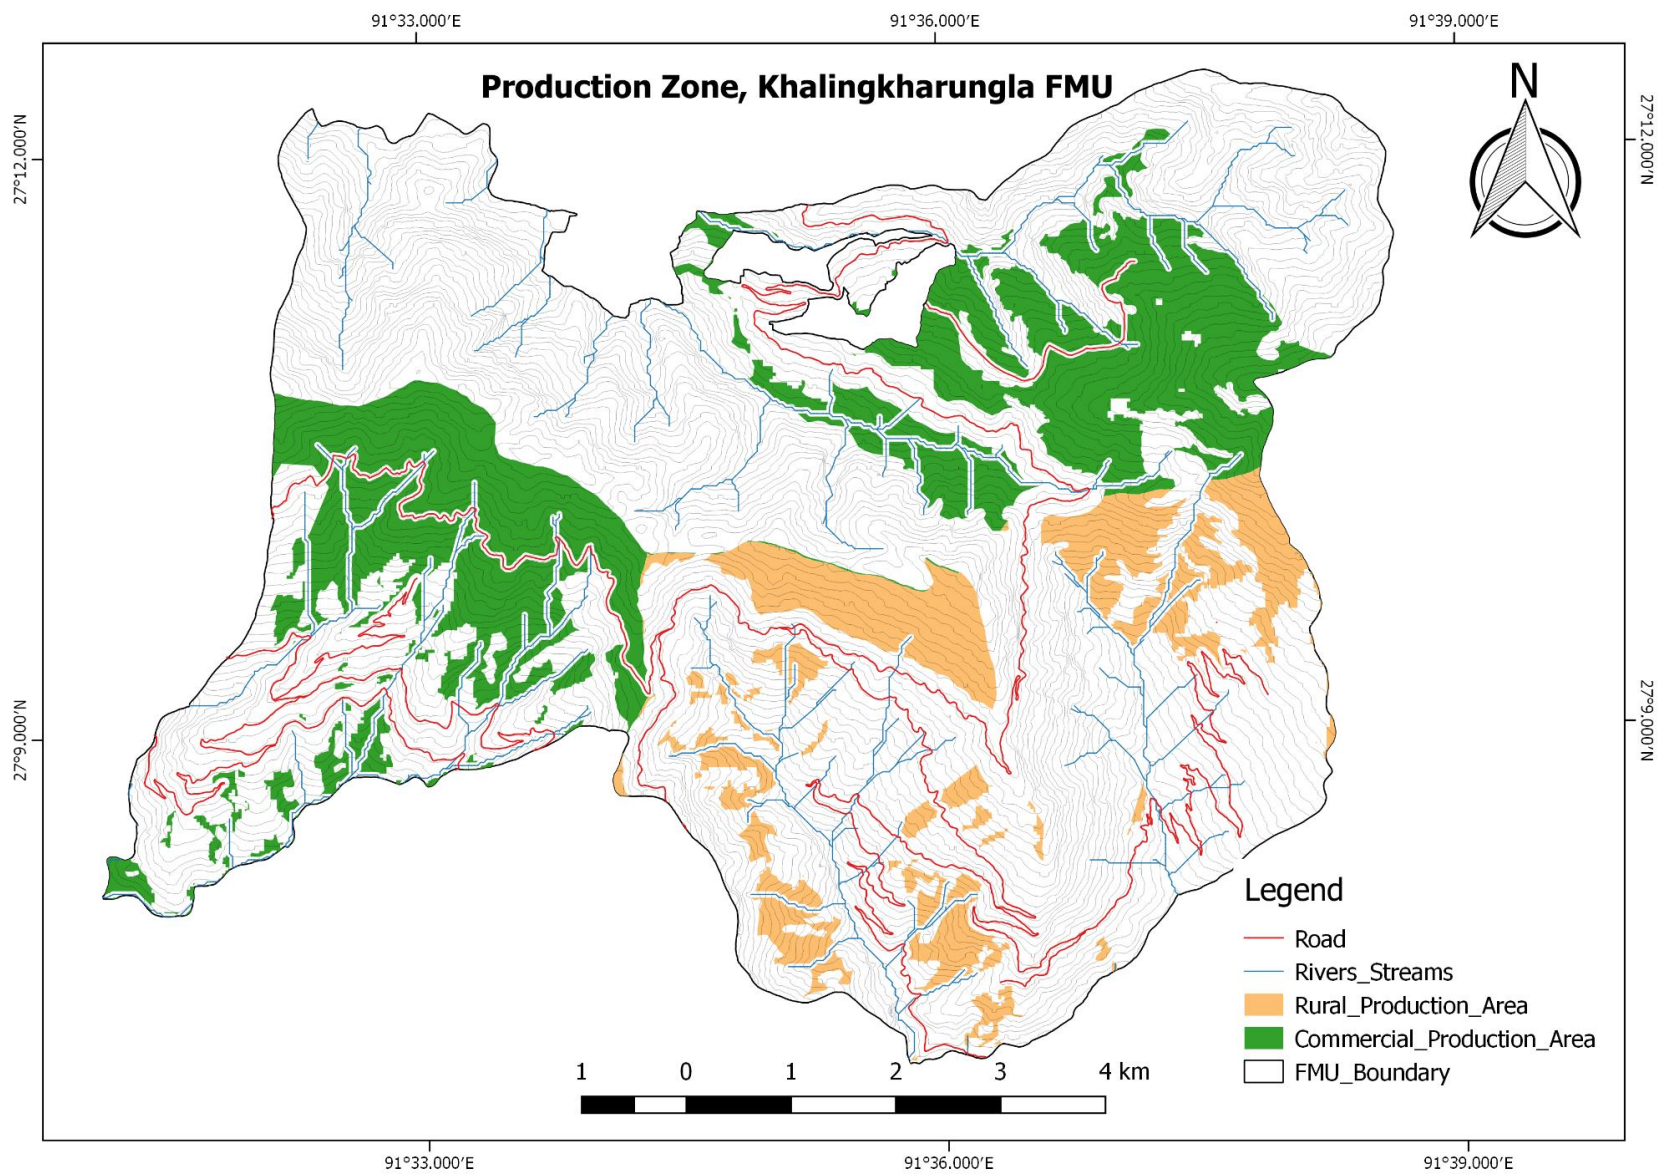 91°33.000′E 91°36.000′E 91°39.000′E
Production Zone, Khalingkharungla FMU
N
27°12.000′N 27°12.000′N
27°9.000′N 27°9.000′N
Legend
Road
Rivers_Streams
Rural_Production_Area
Commercial_Production_Area
FMU_Boundary
1 0 1 2 3 4 km
91°33.000′E 91°36.000′E 91°39.000′E